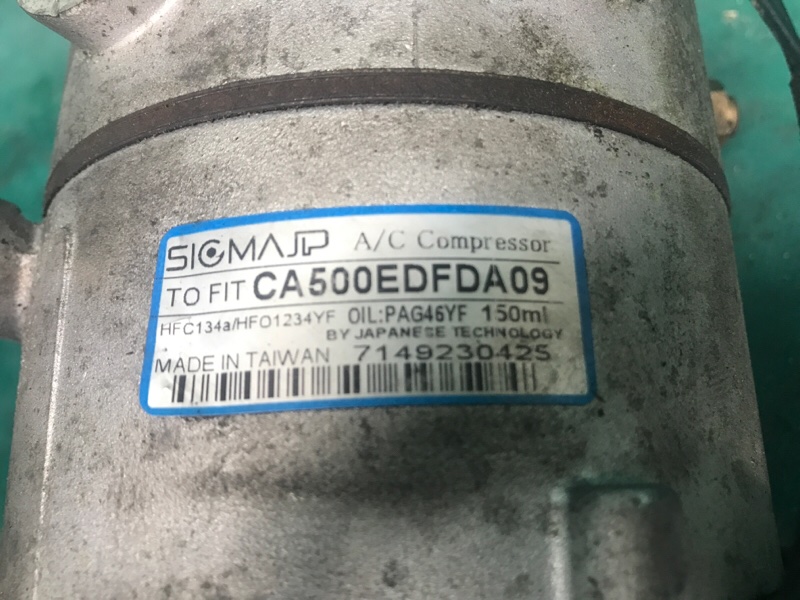 SIGMAJP A/C Compressor
TO FIT CA500EDFDA09
HFC134a/HFO1234YF OIL:PAG46YF 150ml
BY JAPANESE TECHNOLOGY
MADE IN TAIWAN 7149230425